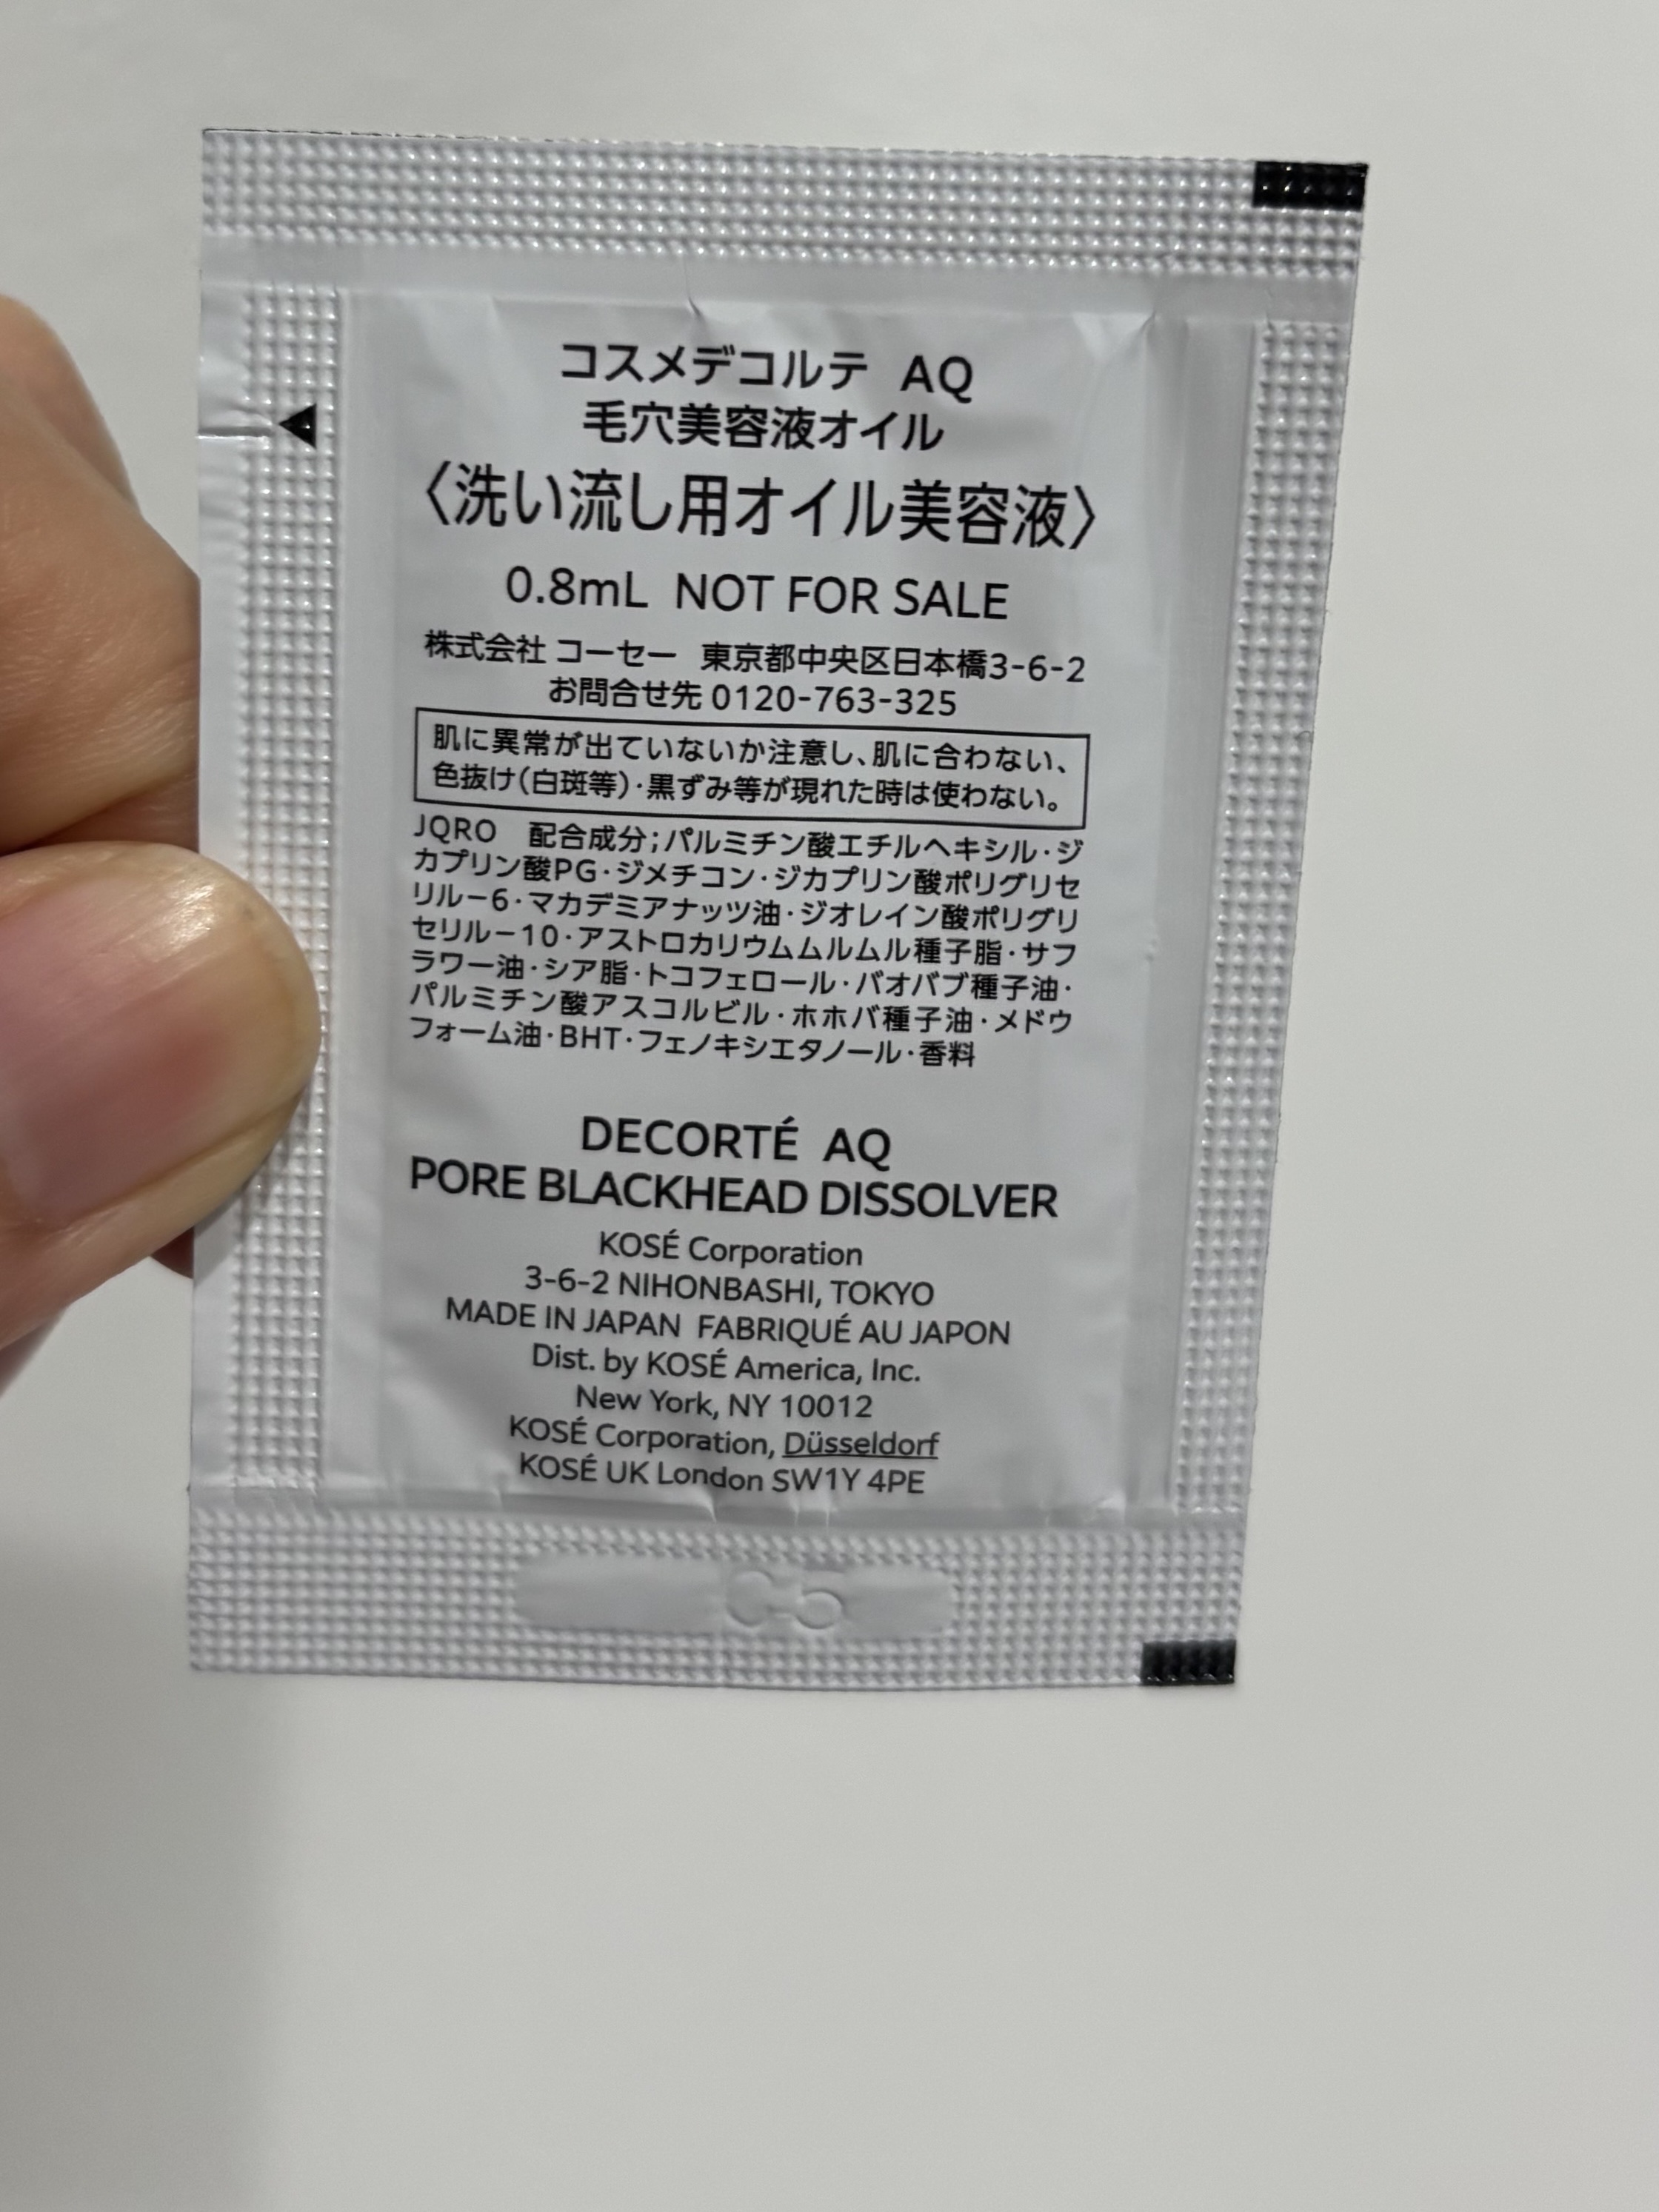 コスメデコルテ AQ
毛穴美容液オイル
〈洗い流し用オイル美容液〉
0.8mL NOT FOR SALE
株式会社 コーセー 東京都中央区日本橋3-6-2
お問合せ先 0120-763-325
肌に異常が出ていないか注意し、肌に合わない、
色抜け(白斑等)・黒ずみ等が現れた時は使わない。
JQRO 配合成分;パルミチン酸エチルヘキシル・ジ
カプリン酸PG・ジメチコン・ジカプリン酸ポリグリセ
リル－6・マカデミアナッツ油・ジオレイン酸ポリグリ
セリル－10・アストロカリウムムルムル種子脂・サフ
ラワー油・シア脂・トコフェロール・バオバブ種子油・
パルミチン酸アスコルビル・ホホバ種子油・メドウ
フォーム油・BHT・フェノキシエタノール・香料
DECORTÉ AQ
PORE BLACKHEAD DISSOLVER
KOSÉ Corporation
3-6-2 NIHONBASHI, TOKYO
MADE IN JAPAN FABRIQUÉ AU JAPON
Dist. by KOSÉ America, Inc.
New York, NY 10012
KOSÉ Corporation, Düsseldorf
KOSÉ UK London SW1Y 4PE
C-5